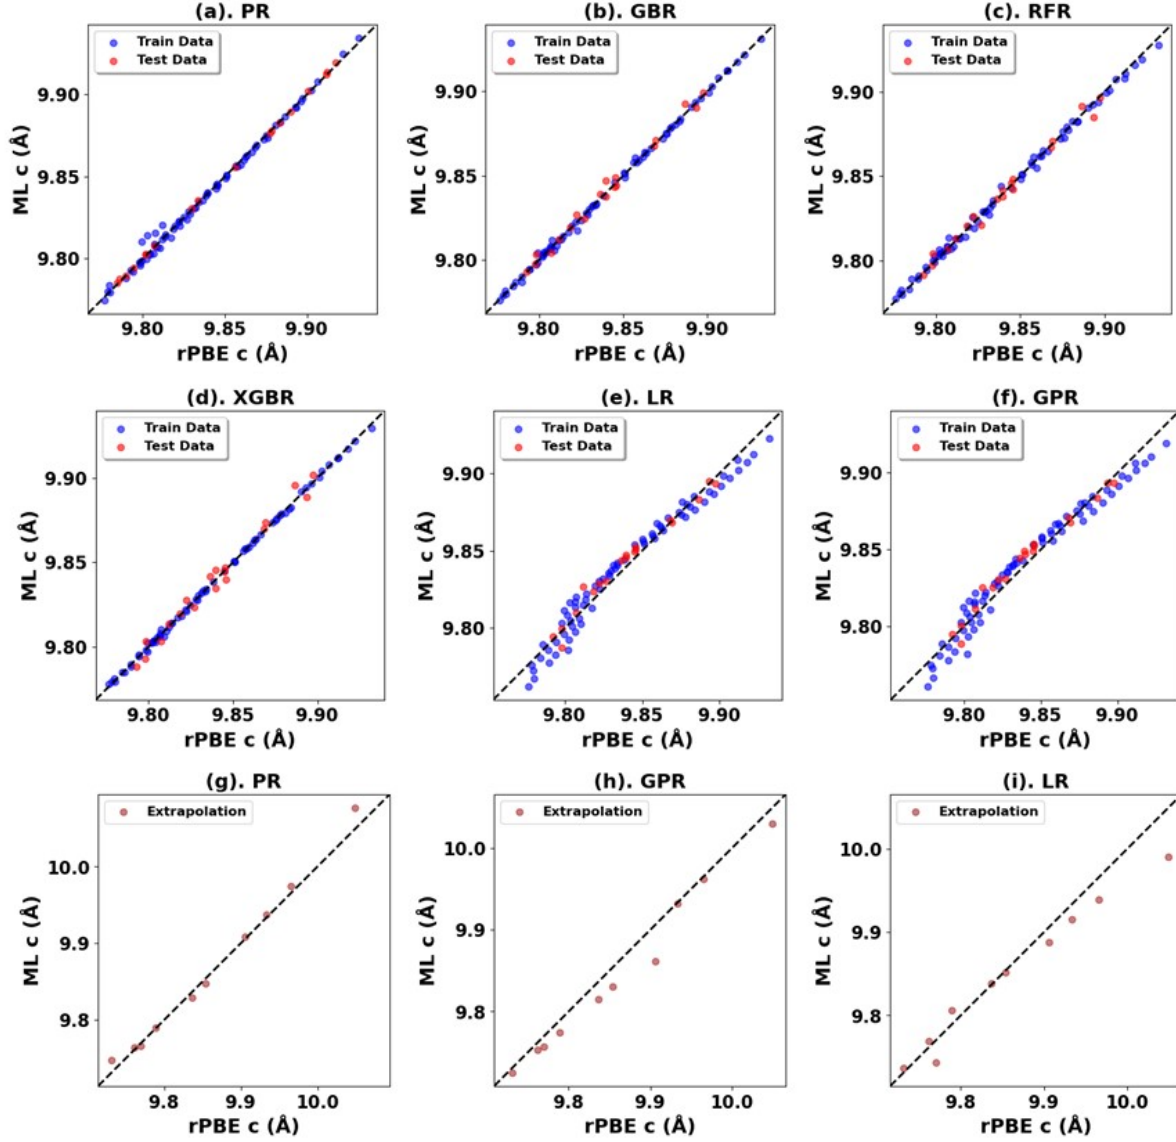 (a). PR
Train Data
Test Data
9.90
9.85
9.80
ML c (Å)
9.80 9.85 9.90
rPBE c (Å)
(b). GBR
Train Data
Test Data
9.90
9.85
9.80
ML c (Å)
9.80 9.85 9.90
rPBE c (Å)
(c). RFR
Train Data
Test Data
9.90
9.85
9.80
ML c (Å)
9.80 9.85 9.90
rPBE c (Å)
(d). XGBR
Train Data
Test Data
9.90
9.85
9.80
ML c (Å)
9.80 9.85 9.90
rPBE c (Å)
(e). LR
Train Data
Test Data
9.90
9.85
9.80
ML c (Å)
9.80 9.85 9.90
rPBE c (Å)
(f). GPR
Train Data
Test Data
9.90
9.85
9.80
ML c (Å)
9.80 9.85 9.90
rPBE c (Å)
(g). PR
Extrapolation
10.0
9.9
9.8
ML c (Å)
9.8 9.9 10.0
rPBE c (Å)
(h). GPR
Extrapolation
10.0
9.9
9.8
ML c (Å)
9.8 9.9 10.0
rPBE c (Å)
(i). LR
Extrapolation
10.0
9.9
9.8
ML c (Å)
9.8 9.9 10.0
rPBE c (Å)